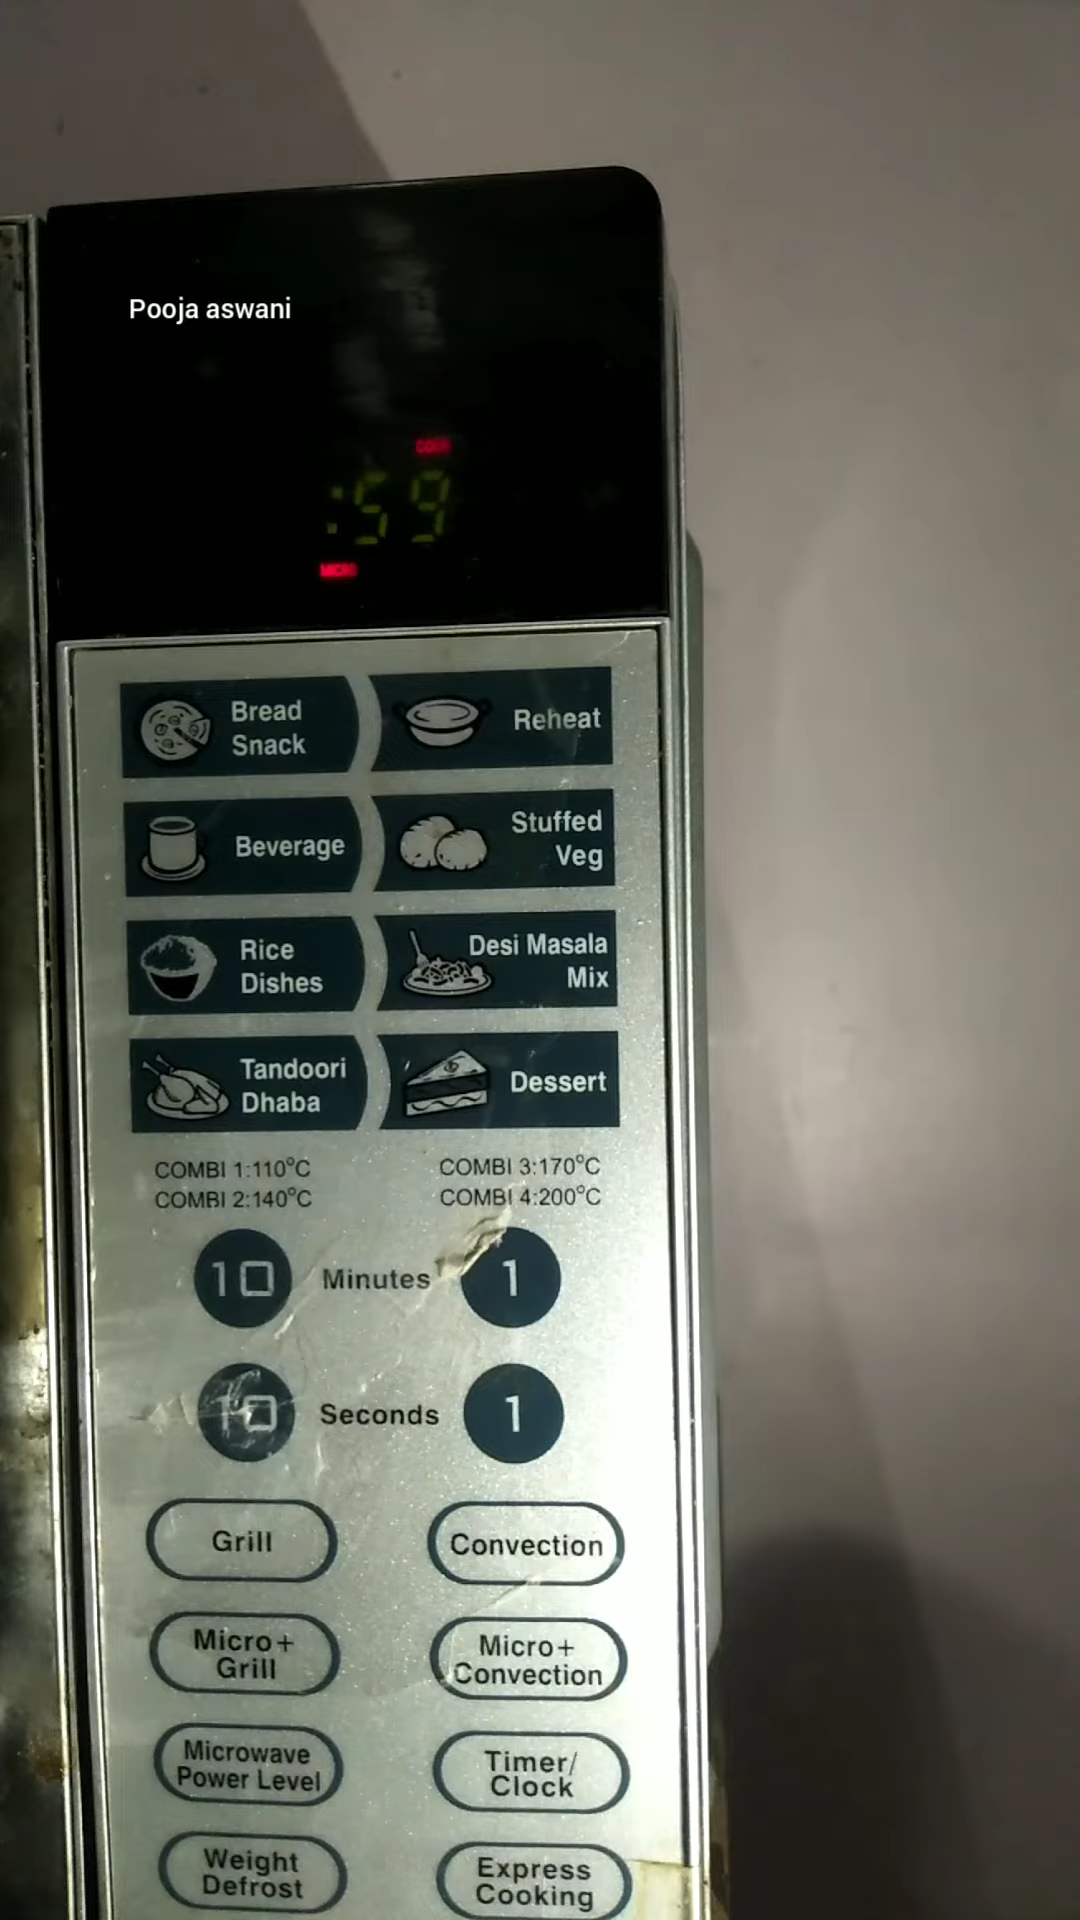 Pooja aswani
COOK
:59
MICRO
Bread
Snack
Reheat
Beverage
Stuffed
Veg
Rice
Dishes
Desi Masala
Mix
Tandoori
Dhaba
Dessert
COMBI 1:110°C
COMBI 2:140°C
COMBI 3:170°C
COMBI 4:200°C
10 Minutes 1
10 Seconds 1
Grill
Convection
Micro+
Grill
Micro+
Convection
Microwave
Power Level
Timer/
Clock
Weight
Defrost
Express
Cooking